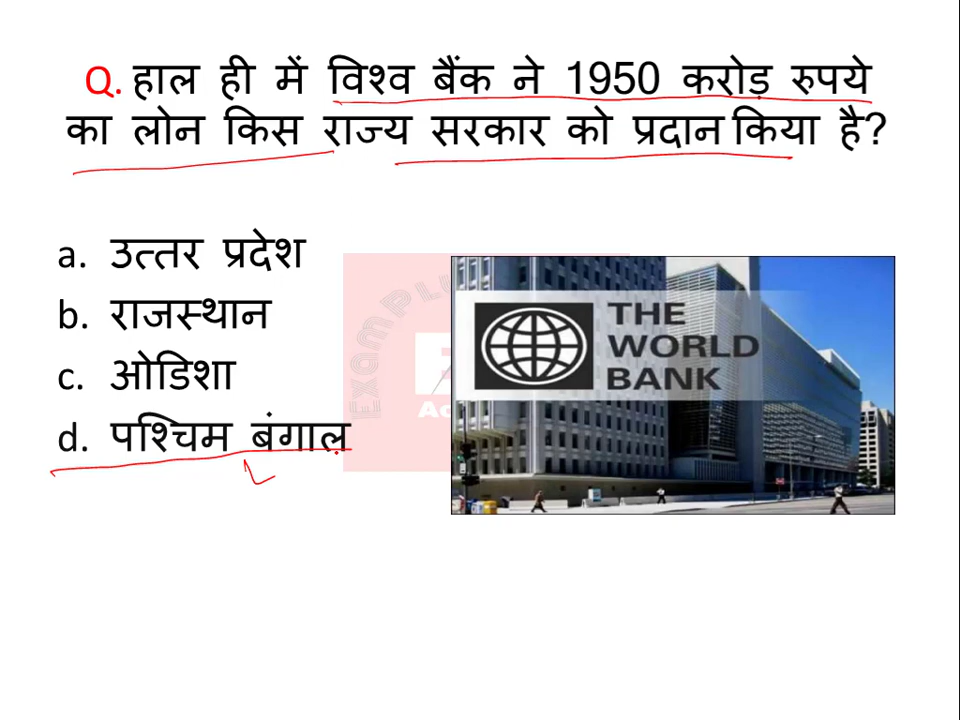 Q. हाल ही में विश्व बैंक ने 1950 करोड़ रुपये
का लोन किस राज्य सरकार को प्रदान किया है?
a. उत्तर प्रदेश
b. राजस्थान
c. ओडिशा
d. पश्चिम बंगाल
THE
WORLD
BANK